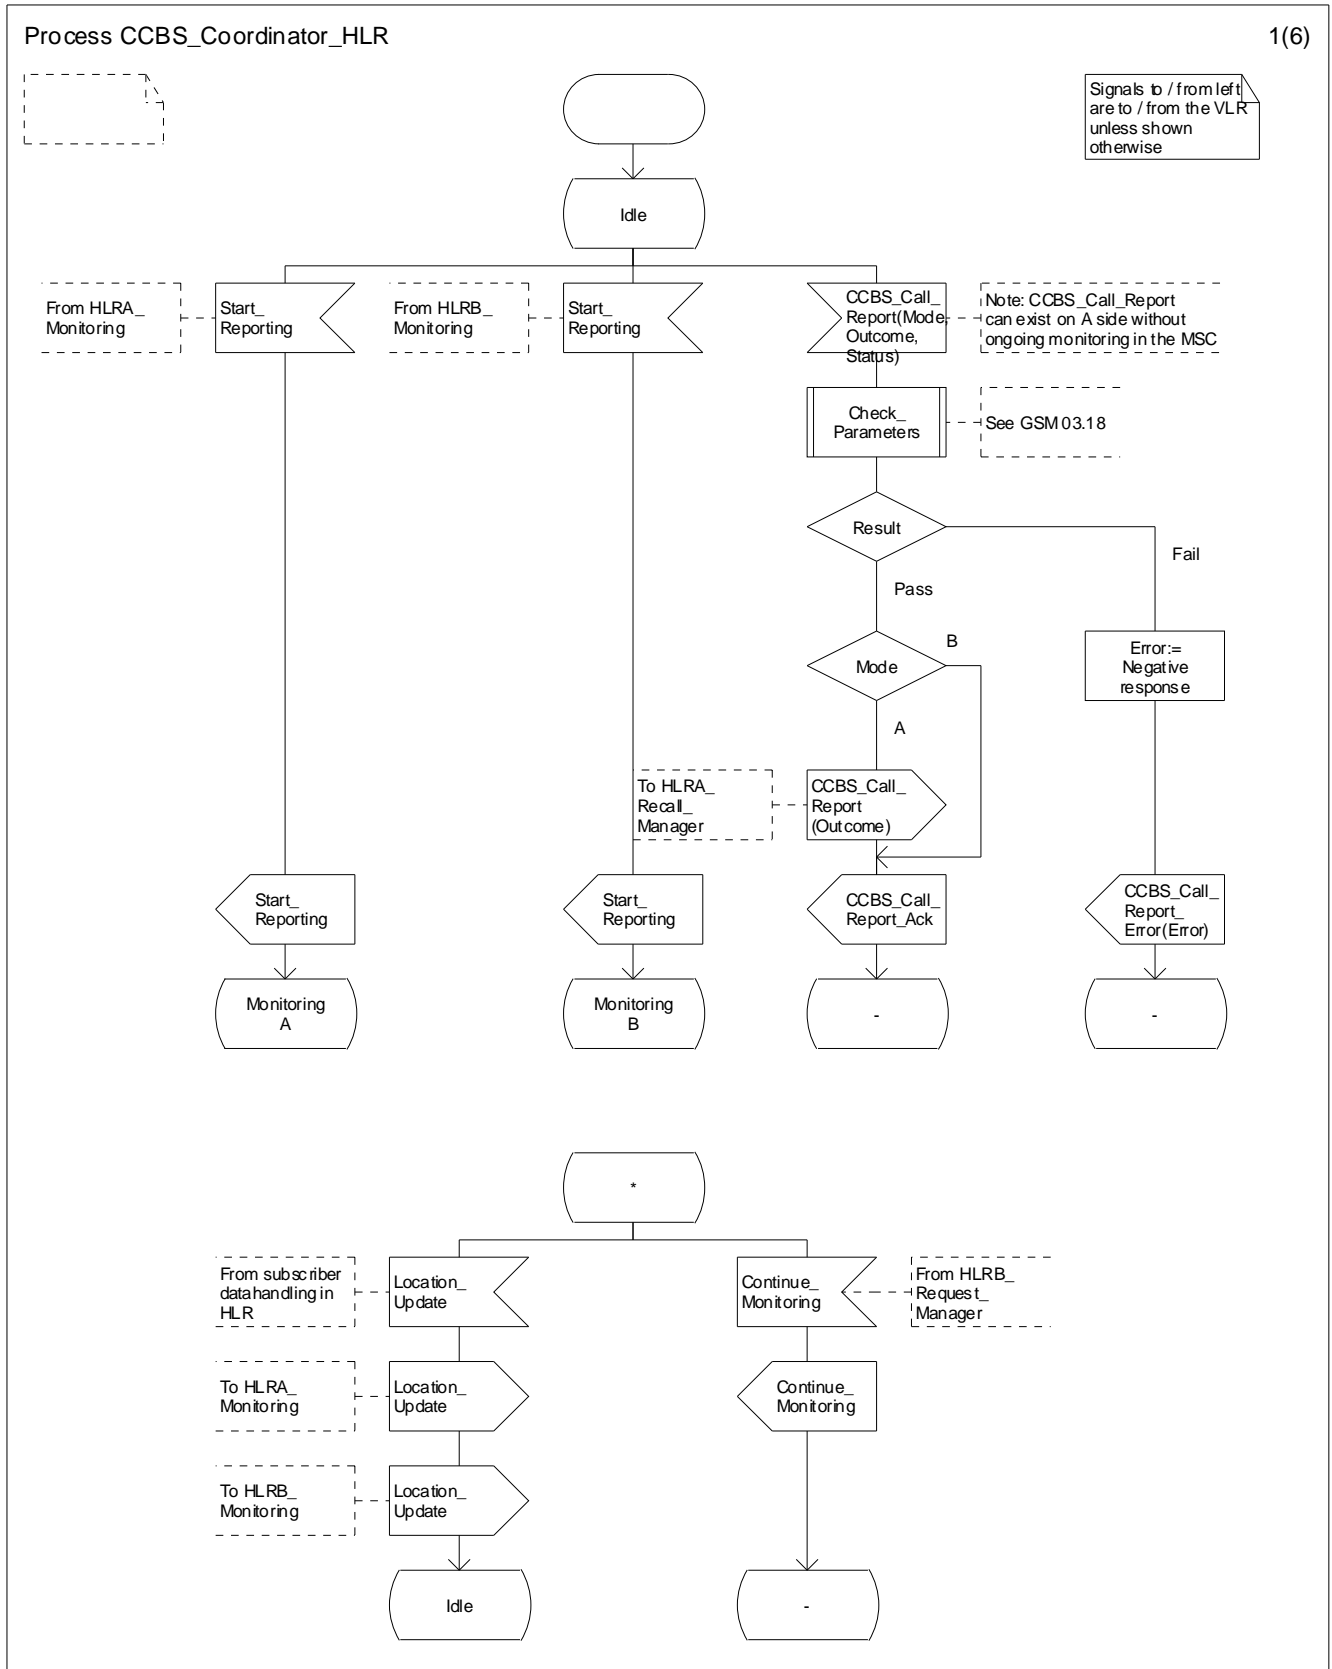 Process CCBS_Coordinator_HLR
1(6)
Signals to / from left
are to / from the VLR
unless shown
otherwise
Idle
From HLRA_
Monitoring
Start_
Reporting
From HLRB_
Monitoring
Start_
Reporting
CCBS_Call_
Report(Mode,
Outcome,
Status)
Note: CCBS_Call_Report
can exist on A side without
ongoing monitoring in the MSC
Check_
Parameters
See GSM 03.18
Result
Fail
Pass
Mode
B
Error:=
Negative
response
A
To HLRA_
Recall_
Manager
CCBS_Call_
Report
(Outcome)
Start_
Reporting
Start_
Reporting
CCBS_Call_
Report_Ack
CCBS_Call_
Report_
Error(Error)
Monitoring
A
Monitoring
B
-
-
*
From subscriber
data handling in
HLR
Location_
Update
Continue_
Monitoring
From HLRB_
Request_
Manager
To HLRA_
Monitoring
Location_
Update
Continue_
Monitoring
To HLRB_
Monitoring
Location_
Update
Idle
-